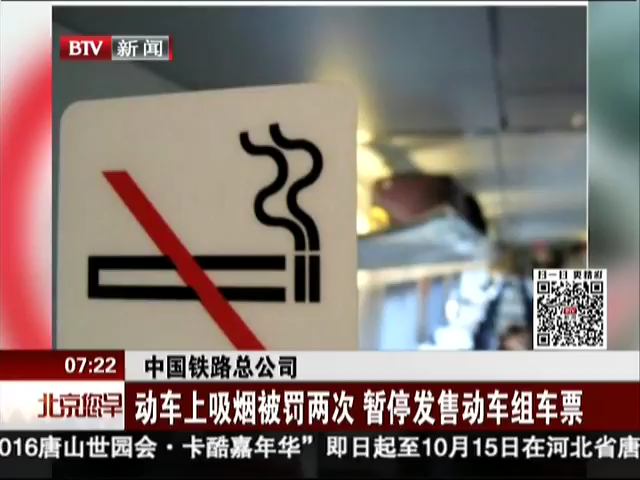 BTV 新闻
扫一扫 更精彩
BTV
07:22 中国铁路总公司
北京您早 动车上吸烟被罚两次 暂停发售动车组车票
016唐山世园会·卡酷嘉年华”即日起至10月15日在河北省唐